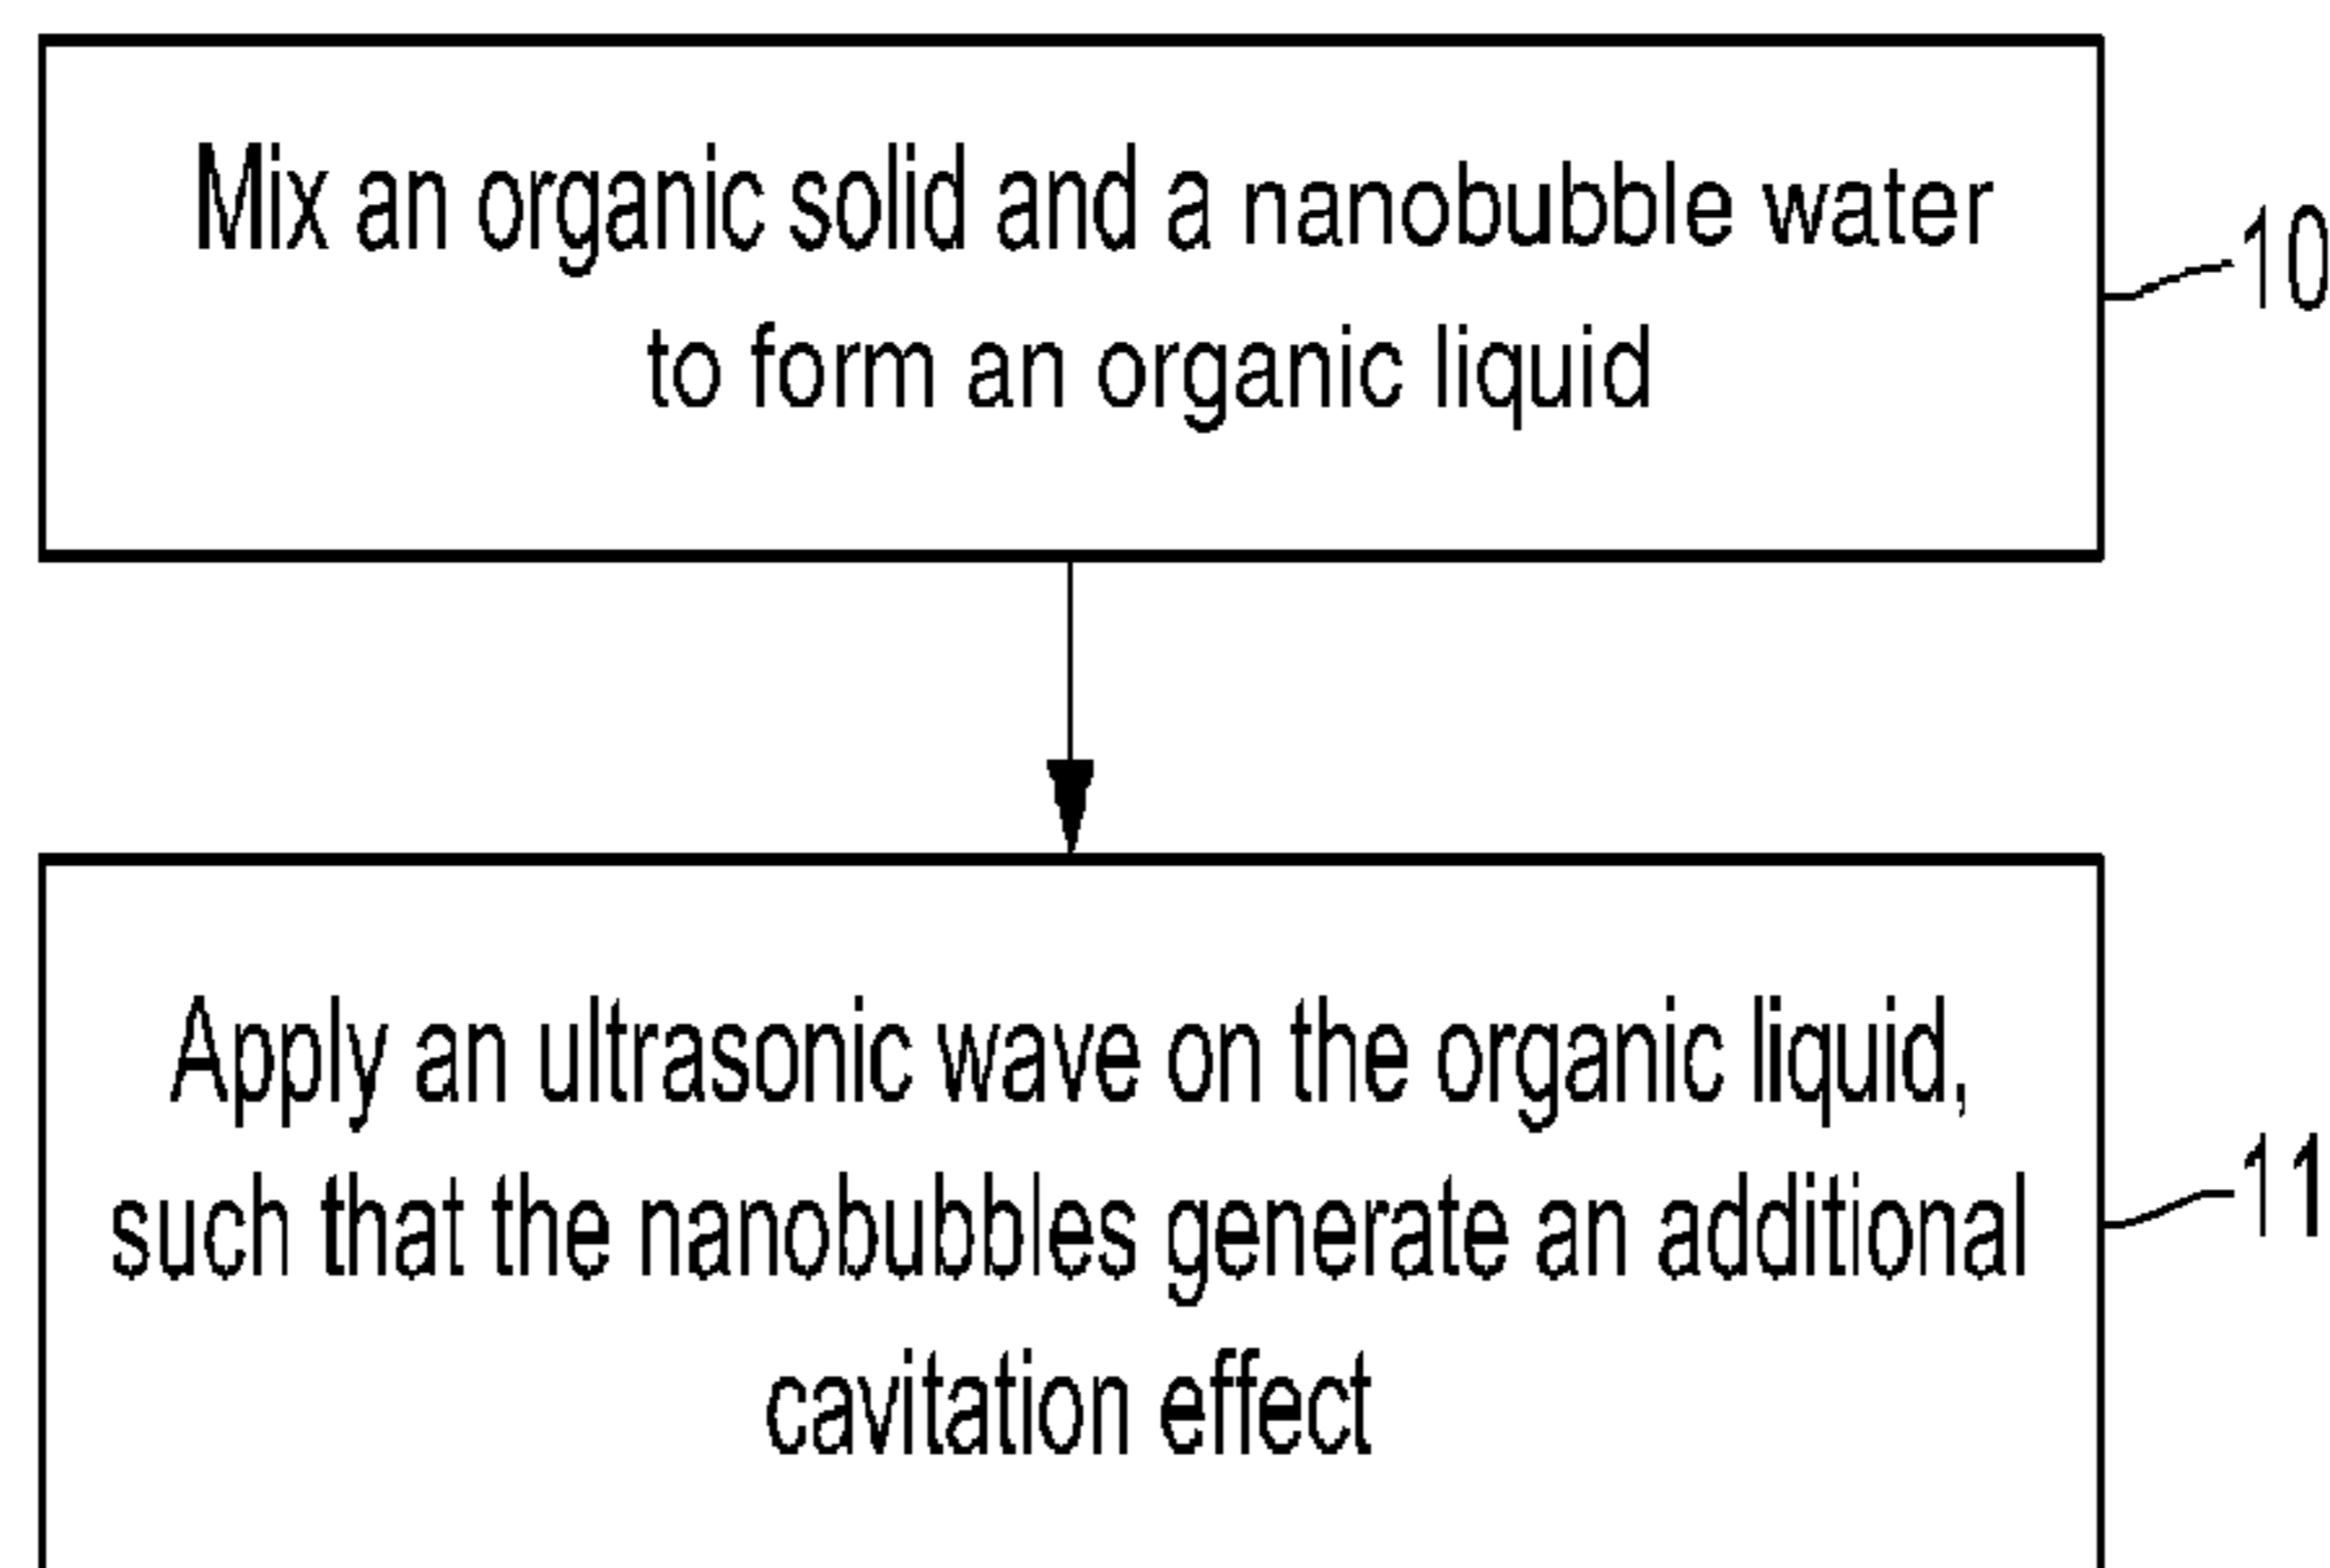 Mix an organic solid and a nanobubble water
to form an organic liquid
10
Apply an ultrasonic wave on the organic liquid,
such that the nanobubbles generate an additional
cavitation effect
11